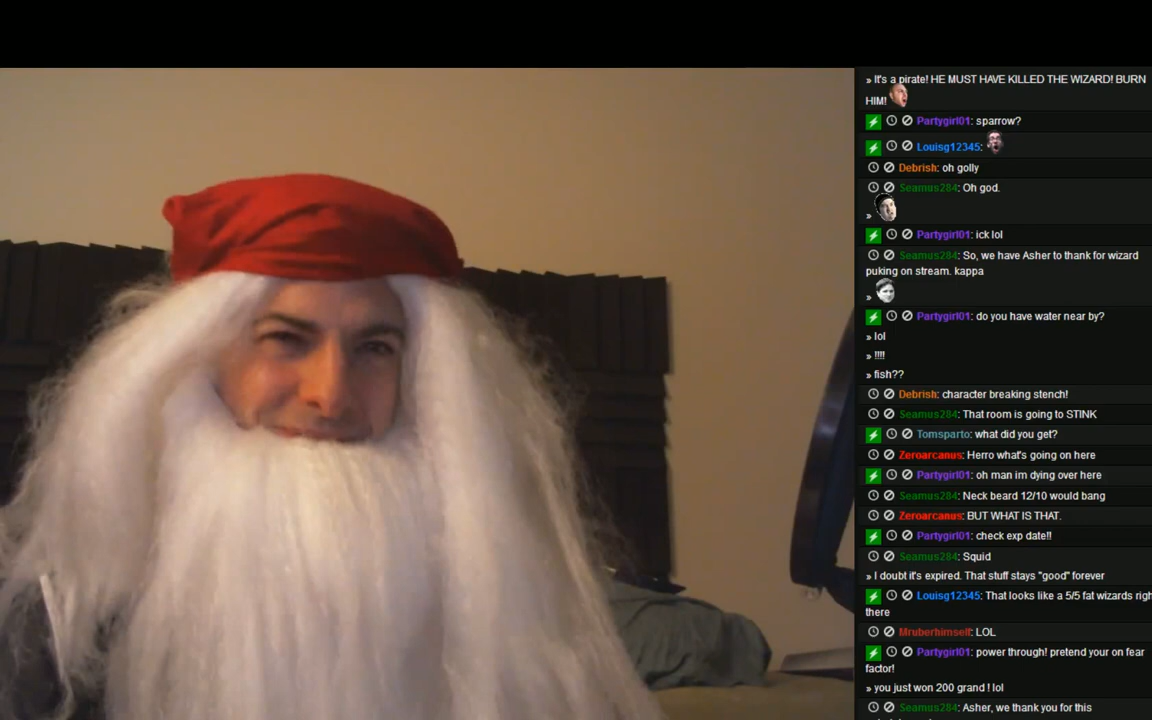 » It's a pirate! HE MUST HAVE KILLED THE WIZARD! BURN
HIM!
Partygirl01: sparrow?
Louisg12345:
Debrish: oh golly
Seamus284: Oh god.
»
Partygirl01: ick lol
Seamus284: So, we have Asher to thank for wizard
puking on stream. kappa
»
Partygirl01: do you have water near by?
» lol
» !!!!
» fish??
Debrish: character breaking stench!
Seamus284: That room is going to STINK
Tomsparto: what did you get?
Zeroarcanus: Herro what's going on here
Partygirl01: oh man im dying over here
Seamus284: Neck beard 12/10 would bang
Zeroarcanus: BUT WHAT IS THAT.
Partygirl01: check exp date!!
Seamus284: Squid
» I doubt it's expired. That stuff stays "good" forever
Louisg12345: That looks like a 5/5 fat wizards righ
there
Mruberhimself: LOL
Partygirl01: power through! pretend your on fear
factor!
» you just won 200 grand ! lol
Seamus284: Asher, we thank you for this